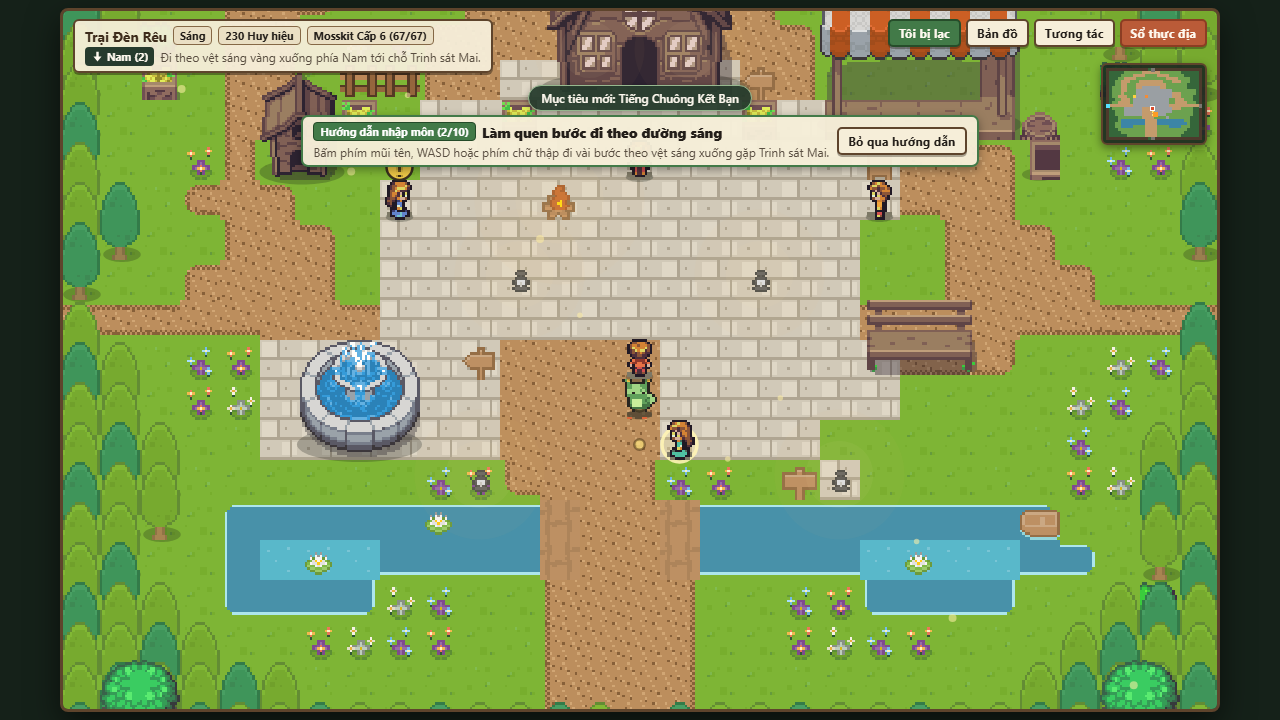 Trại Đèn Rêu Sáng 230 Huy hiệu Mosskit Cấp 6 (67/67)
Nam (2) Đi theo vệt sáng vàng xuống phía Nam tới chỗ Trinh sát Mai.
Tôi bị lạc Bản đồ Tương tác Sổ thực địa
Mục tiêu mới: Tiếng Chuông Kết Bạn
Hướng dẫn nhập môn (2/10) Làm quen bước đi theo đường sáng
Bấm phím mũi tên, WASD hoặc phím chữ thập đi vài bước theo vệt sáng xuống gặp Trinh sát Mai.
Bỏ qua hướng dẫn